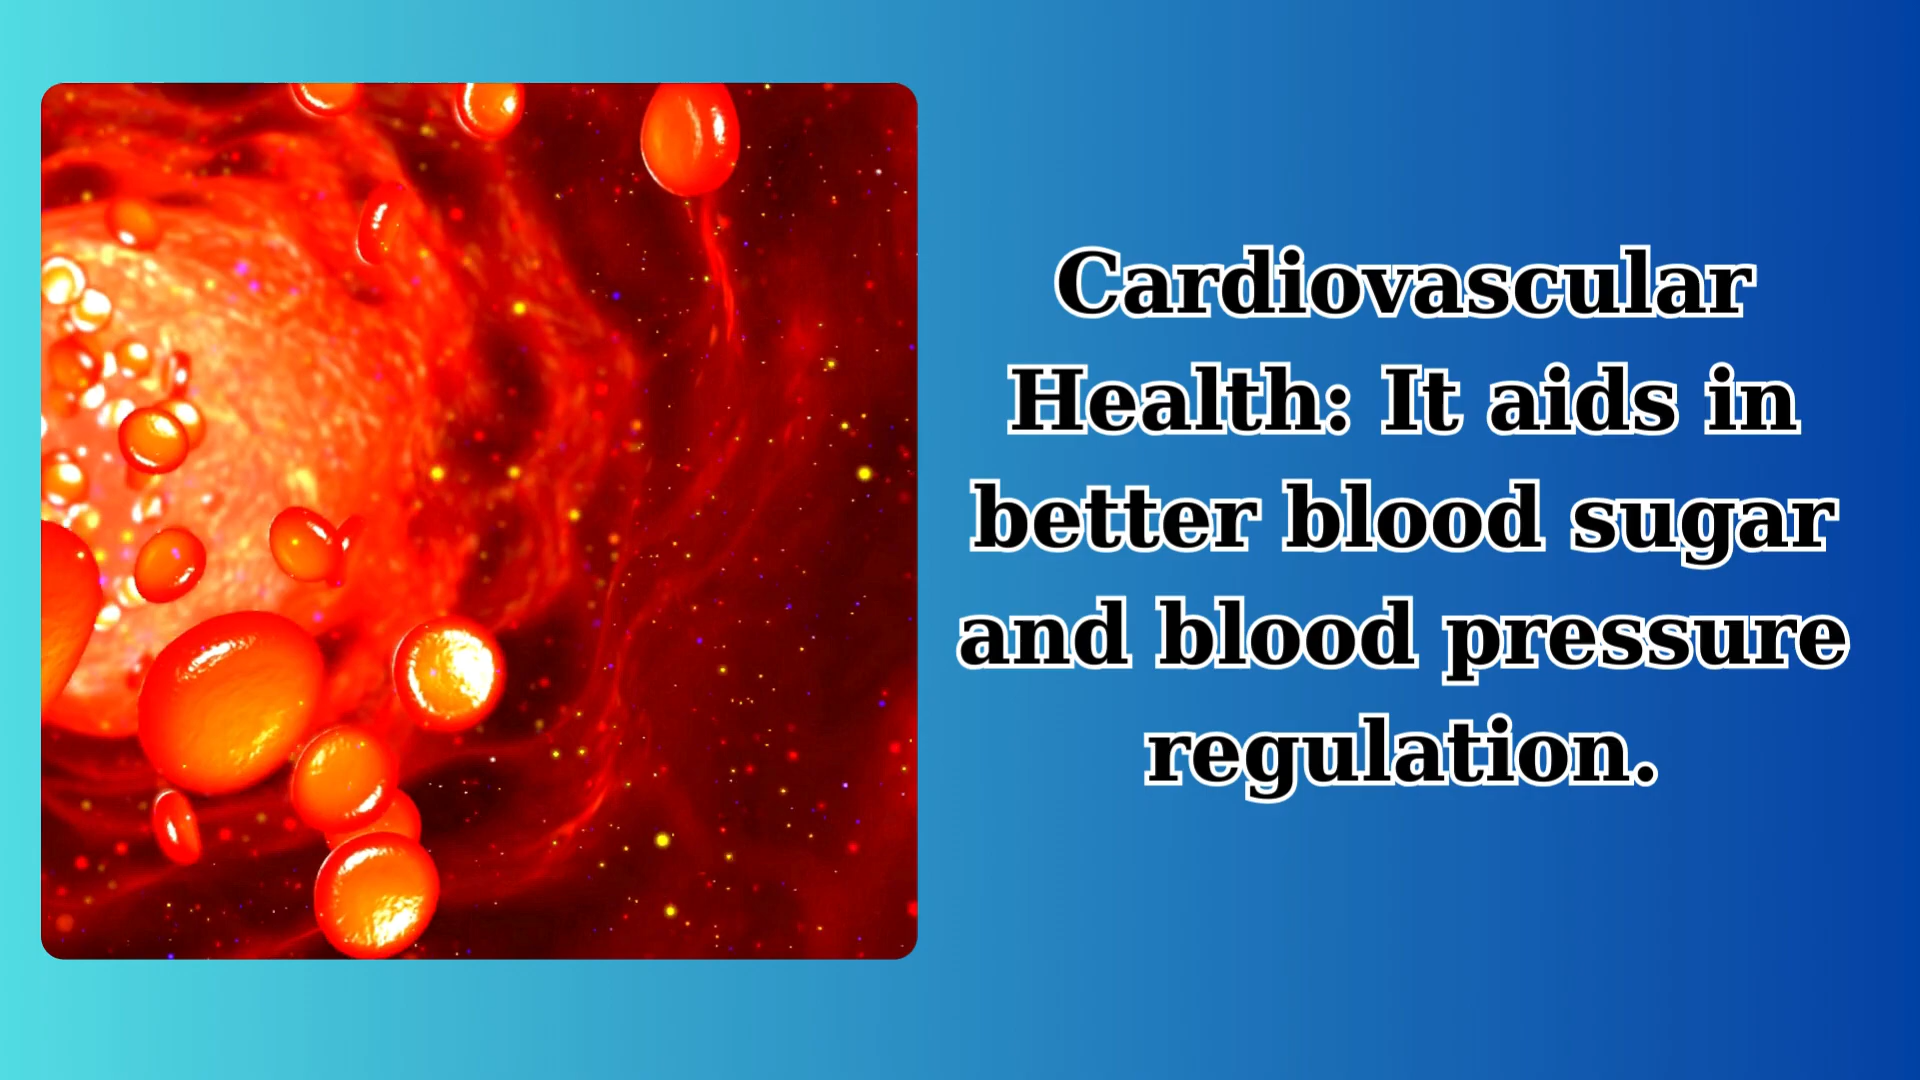 Cardiovascular
Health: It aids in
better blood sugar
and blood pressure
regulation.